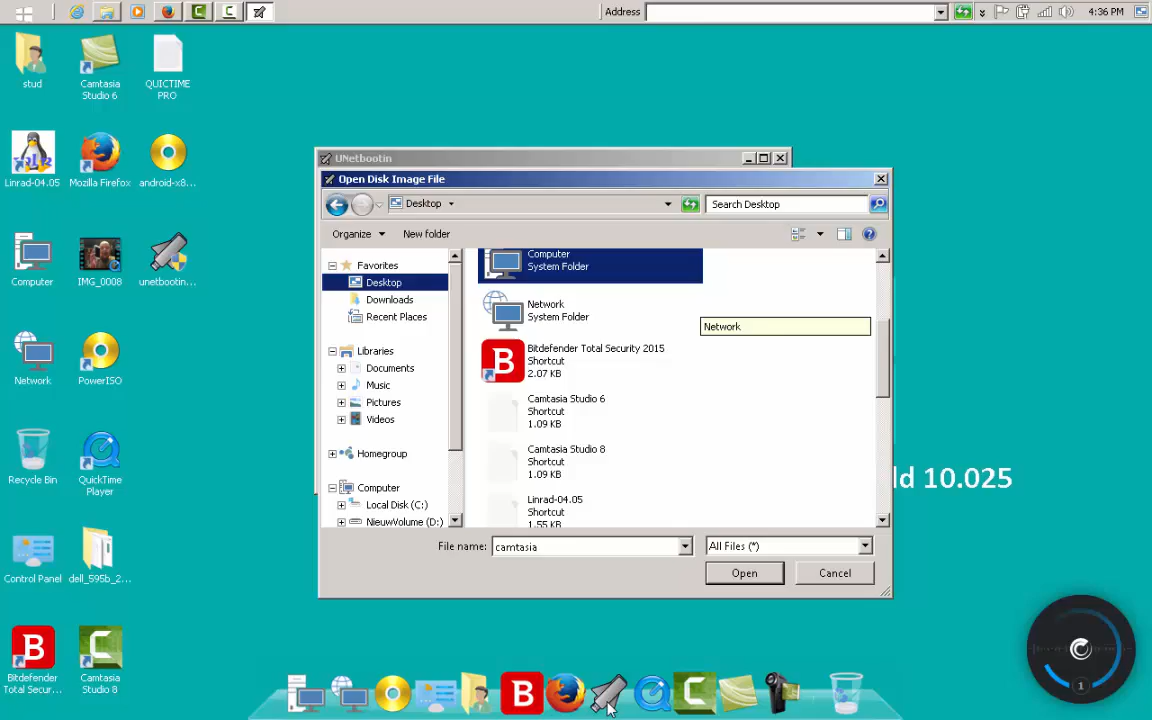 Address
4:36 PM
stud
Camtasia
Studio 6
QUICTIME
PRO
Linrad-04.05
Mozilla Firefox
android-x8...
Computer
IMG_0008
unetbootin...
Network
PowerISO
Recycle Bin
QuickTime
Player
Control Panel
dell_595b_2...
Bitdefender
Total Secur...
Camtasia
Studio 8
UNetbootin
Open Disk Image File
Desktop
Search Desktop
Organize
New folder
Favorites
Desktop
Downloads
Recent Places
Libraries
Documents
Music
Pictures
Videos
Homegroup
Computer
Local Disk (C:)
NieuwVolume (D:)
Computer
System Folder
Network
System Folder
Network
Bitdefender Total Security 2015
Shortcut
2.07 KB
Camtasia Studio 6
Shortcut
1.09 KB
Camtasia Studio 8
Shortcut
1.09 KB
Linrad-04.05
Shortcut
1.55 KB
File name:
camtasia
All Files (*)
Open
Cancel
ld 10.025
1